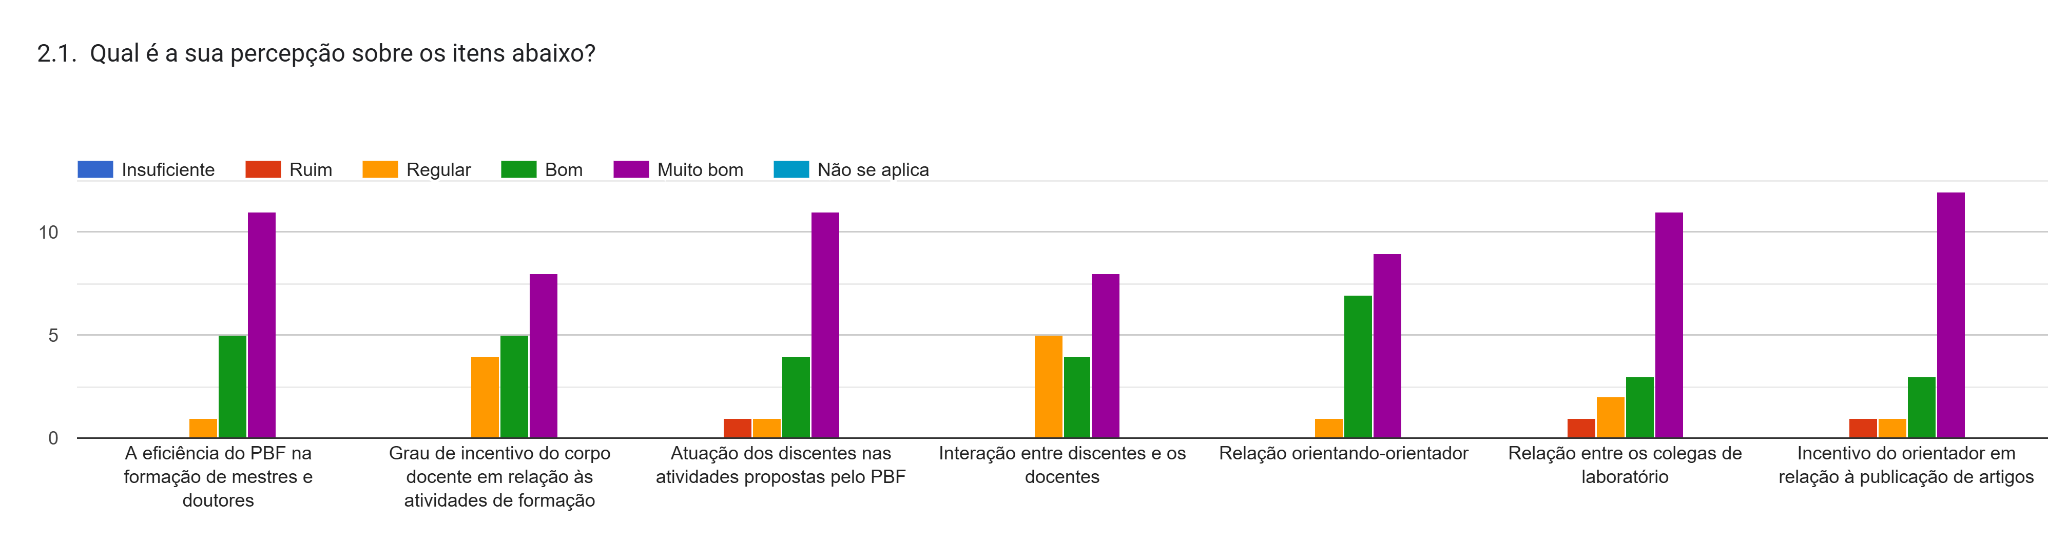 2.1. Qual é a sua percepção sobre os itens abaixo?
Insuficiente Ruim Regular Bom Muito bom Não se aplica
10
5
0
A eficiência do PBF na
formação de mestres e
doutores
Grau de incentivo do corpo
docente em relação às
atividades de formação
Atuação dos discentes nas
atividades propostas pelo PBF
Interação entre discentes e os
docentes
Relação orientando-orientador
Relação entre os colegas de
laboratório
Incentivo do orientador em
relação à publicação de artigos